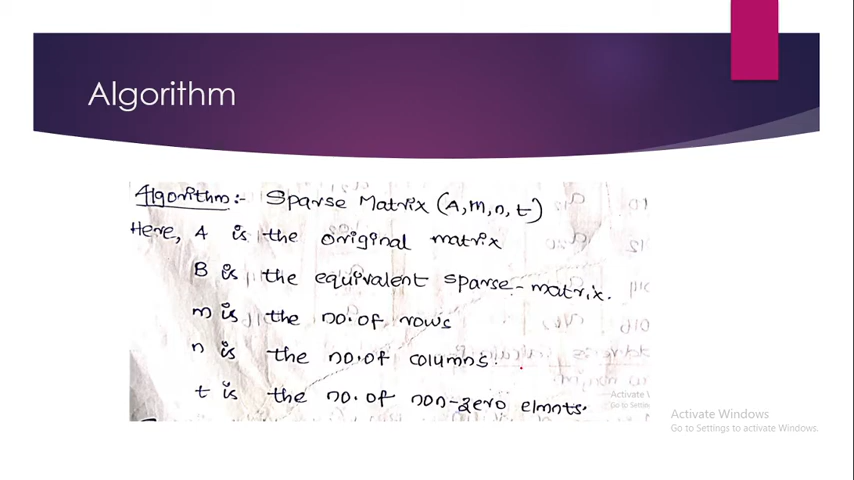 Algorithm
Algorithm:- Sparse Matrix (A, m, n, t)
Here, A is the original matrix
B is the equivalent sparse-matrix.
m is the no. of rows
n is the no. of columns.
t is the no. of non-zero elmnts.
Activate Windows
Go to Settings to activate Windows.